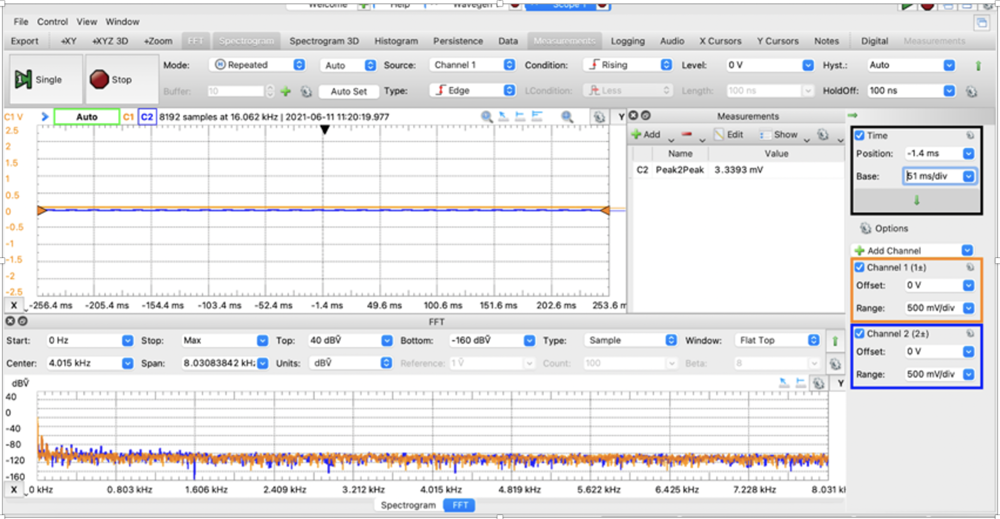 Welcome Help Wavegen Scope 1
File Control View Window
Export +XY +XYZ 3D +Zoom FFT Spectrogram Spectrogram 3D Histogram Persistence Data Measurements Logging Audio X Cursors Y Cursors Notes Digital Measurements
Single Stop
Mode: Repeated Auto Source: Channel 1 Condition: Rising Level: 0 V Hyst.: Auto
Buffer: 10 Auto Set Type: Edge LCondition: Less Length: 100 ns HoldOff: 100 ns
C1 V Auto C1 C2 8192 samples at 16.062 kHz | 2021-06-11 11:20:19.977 Y
2.5
2
1.5
1
0.5
0
-0.5
-1
-1.5
-2
-2.5
X -256.4 ms -205.4 ms -154.4 ms -103.4 ms -52.4 ms -1.4 ms 49.6 ms 100.6 ms 151.6 ms 202.6 ms 253.6 m
Measurements
Add Edit Show
Name Value
C2 Peak2Peak 3.3393 mV
Time
Position: -1.4 ms
Base: 51 ms/div
Options
Add Channel
Channel 1 (1±)
Offset: 0 V
Range: 500 mV/div
Channel 2 (2±)
Offset: 0 V
Range: 500 mV/div
FFT
Start: 0 Hz Stop: Max Top: 40 dBṼ Bottom: -160 dBṼ Type: Sample Window: Flat Top
Center: 4.015 kHz Span: 8.03083842 kHz Units: dBṼ Reference: 1 Ṽ Count: 100 Beta: 8
dBṼ Y
40
0
-40
-80
-120
-160
X 0 kHz 0.803 kHz 1.606 kHz 2.409 kHz 3.212 kHz 4.015 kHz 4.819 kHz 5.622 kHz 6.425 kHz 7.228 kHz 8.031 kH
Spectrogram FFT